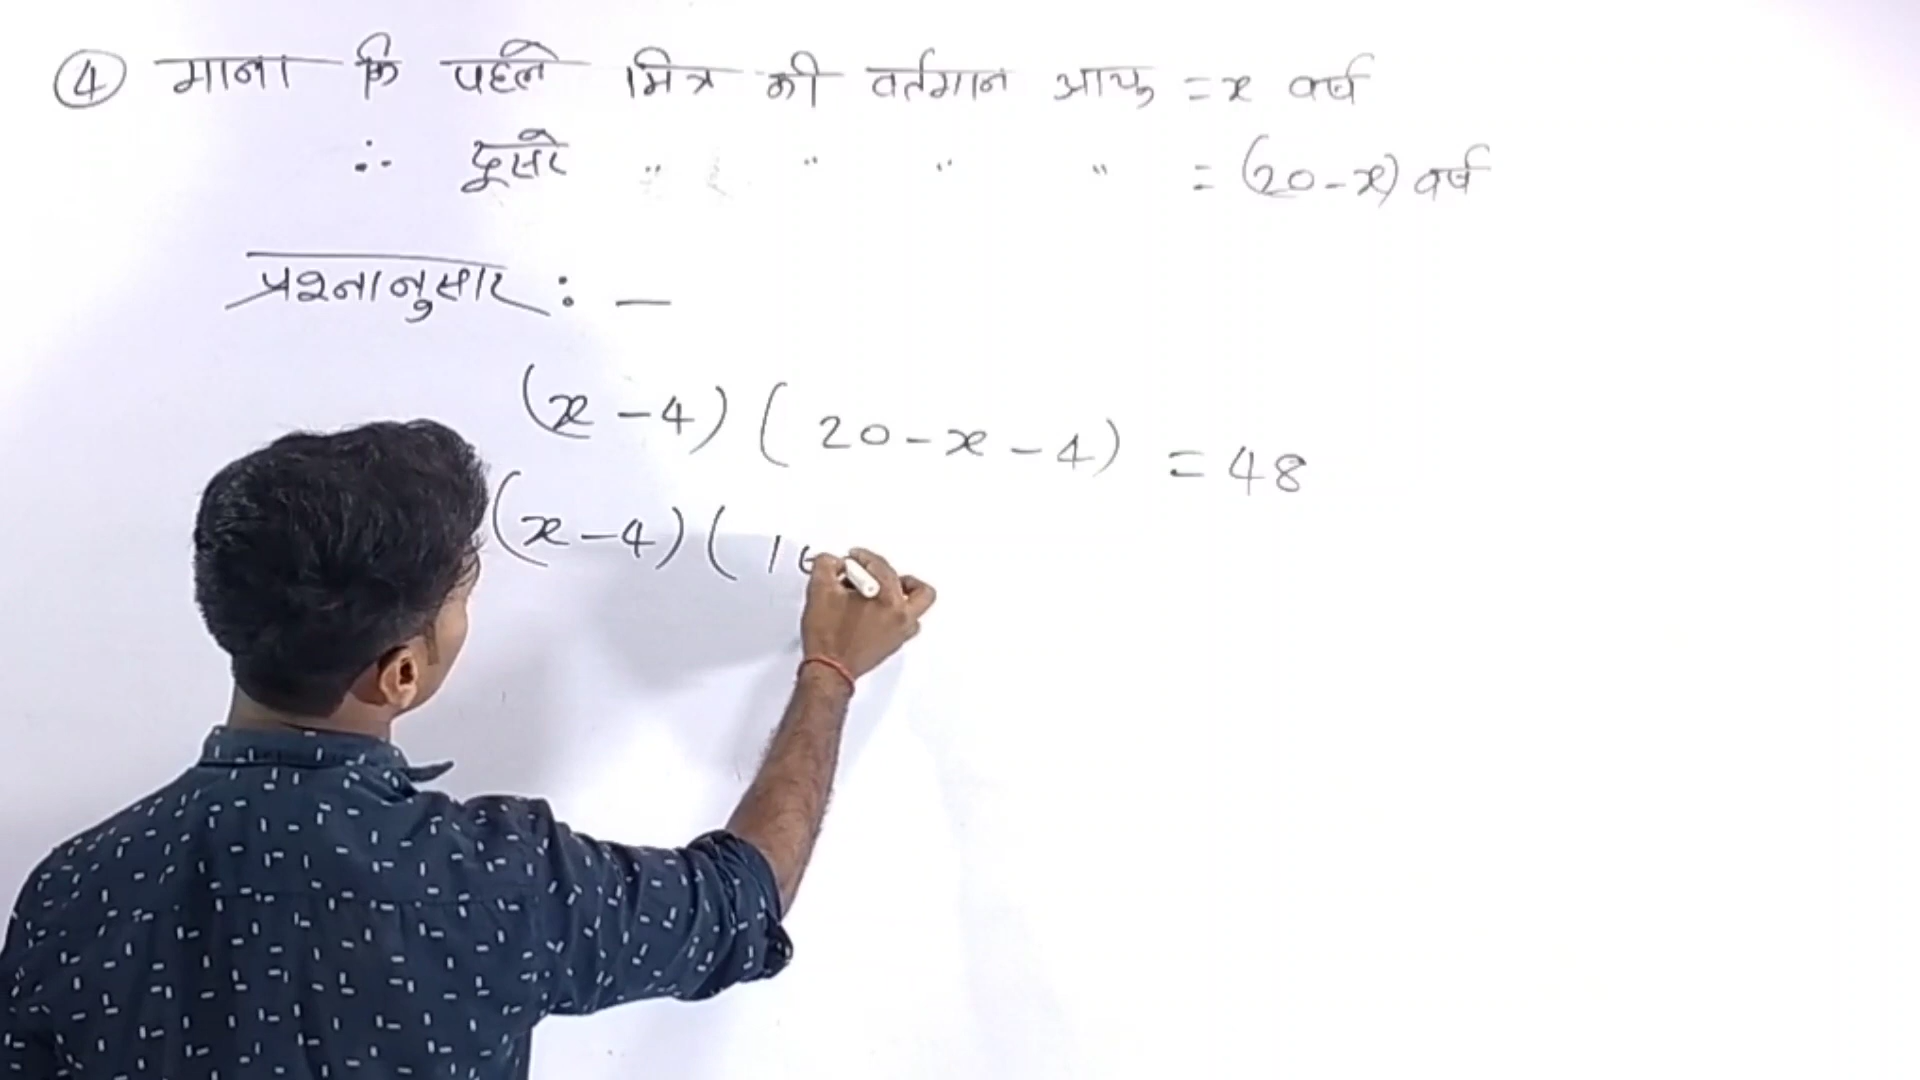 ④ माना कि पहले मित्र की वर्तमान आयु = x वर्ष
∴ दूसरे " " " " = (20-x) वर्ष
प्रश्नानुसार : —
(x-4)(20-x-4) = 48
(x-4)(16